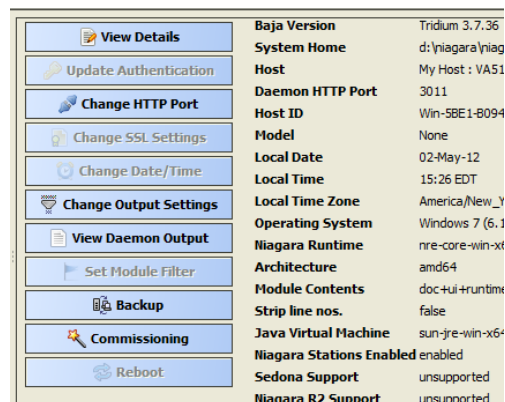 View Details
Update Authentication
Change HTTP Port
Change SSL Settings
Change Date/Time
Change Output Settings
View Daemon Output
Set Module Filter
Backup
Commissioning
Reboot
Baja Version Tridium 3.7.36
System Home d:\niagara\niag
Host My Host : VA51
Daemon HTTP Port 3011
Host ID Win-5BE1-B094
Model None
Local Date 02-May-12
Local Time 15:26 EDT
Local Time Zone America/New_Y
Operating System Windows 7 (6.1
Niagara Runtime nre-core-win-x6
Architecture amd64
Module Contents doc+ui+runtime
Strip line nos. false
Java Virtual Machine sun-jre-win-x64
Niagara Stations Enabled enabled
Sedona Support unsupported
Niagara R2 Support unsupported